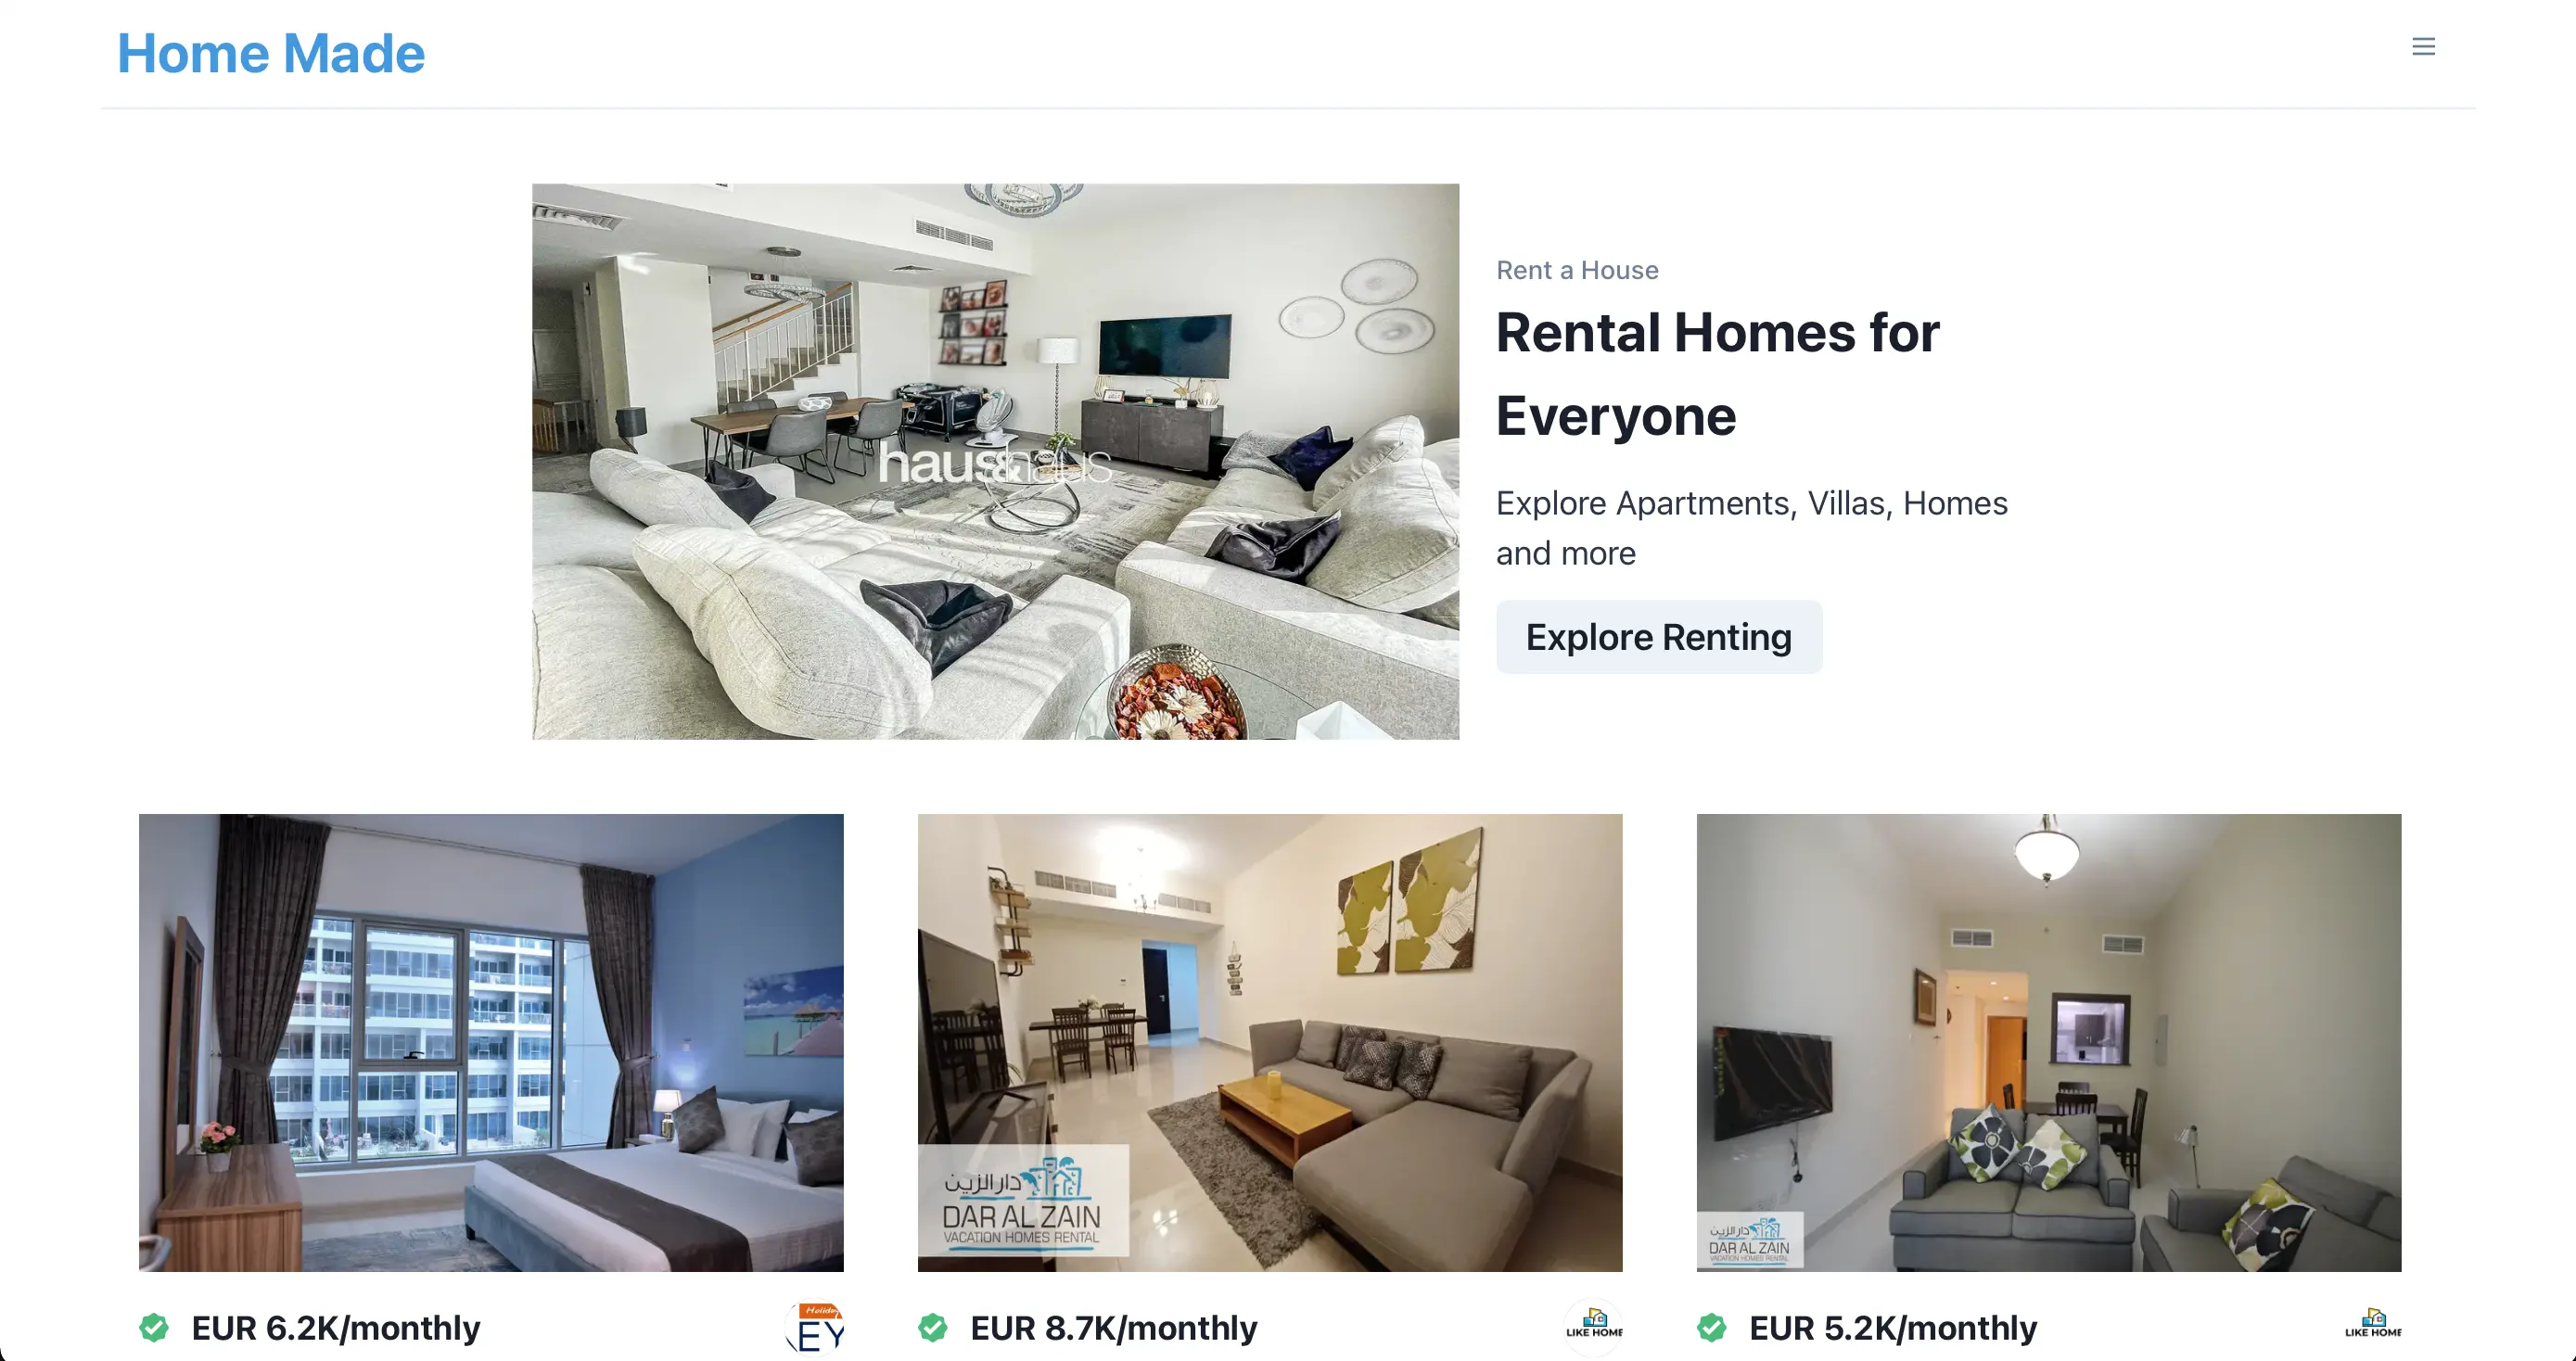 Home Made
haus&haus
Rent a House
Rental Homes for
Everyone
Explore Apartments, Villas, Homes
and more
Explore Renting
دار الزين
DAR AL ZAIN
VACATION HOMES RENTAL
دار الزين
DAR AL ZAIN
VACATION HOMES RENTAL
EUR 6.2K/monthly
Holiday
EY
EUR 8.7K/monthly
LIKE HOME
EUR 5.2K/monthly
LIKE HOME